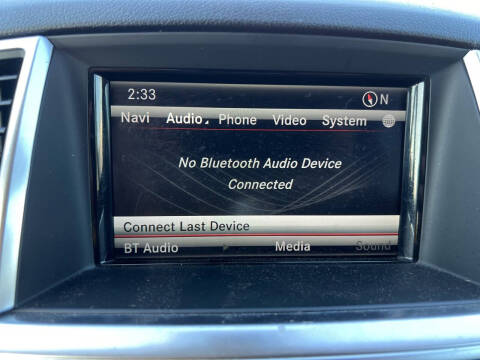 2:33 N
Navi Audio Phone Video System
No Bluetooth Audio Device
Connected
Connect Last Device
BT Audio Media Sound